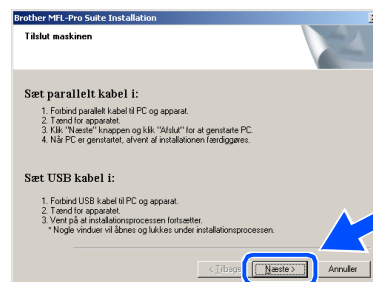 Brother MFL-Pro Suite Installation
Tilslut maskinen
Sæt parallelt kabel i:
1. Forbind parallelt kabel til PC og apparat.
2. Tænd for apparatet.
3. Klik "Næste" knappen og klik "Afslut" for at genstarte PC.
4. Når PC er genstartet, afvent af installationen færdiggøres.
Sæt USB kabel i:
1. Forbind USB kabel til PC og apparat.
2. Tænd for apparatet.
3. Vent på at installationsprocessen fortsætter.
* Nogle vinduer vil åbnes og lukkes under installationsprocessen.
< Tilbage Næste > Annuller